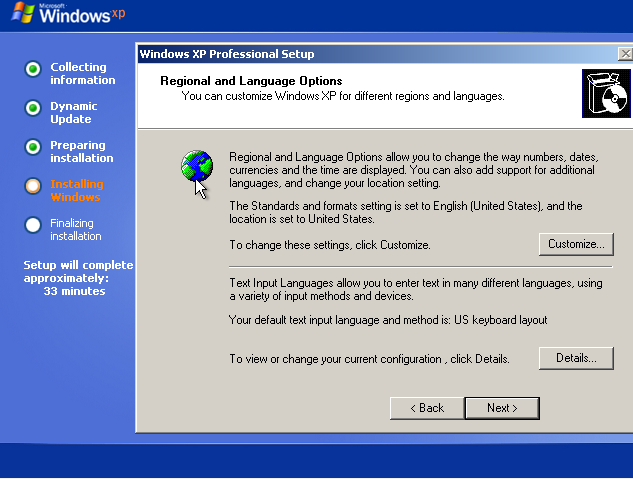 Microsoft
Windows xp
Collecting
information
Dynamic
Update
Preparing
installation
Installing
Windows
Finalizing
installation
Setup will complete
approximately:
33 minutes
Windows XP Professional Setup
Regional and Language Options
You can customize Windows XP for different regions and languages.
Regional and Language Options allow you to change the way numbers, dates,
currencies and the time are displayed. You can also add support for additional
languages, and change your location setting.
The Standards and formats setting is set to English (United States), and the
location is set to United States.
To change these settings, click Customize.
Customize...
Text Input Languages allow you to enter text in many different languages, using
a variety of input methods and devices.
Your default text input language and method is: US keyboard layout
To view or change your current configuration , click Details.
Details...
< Back
Next >